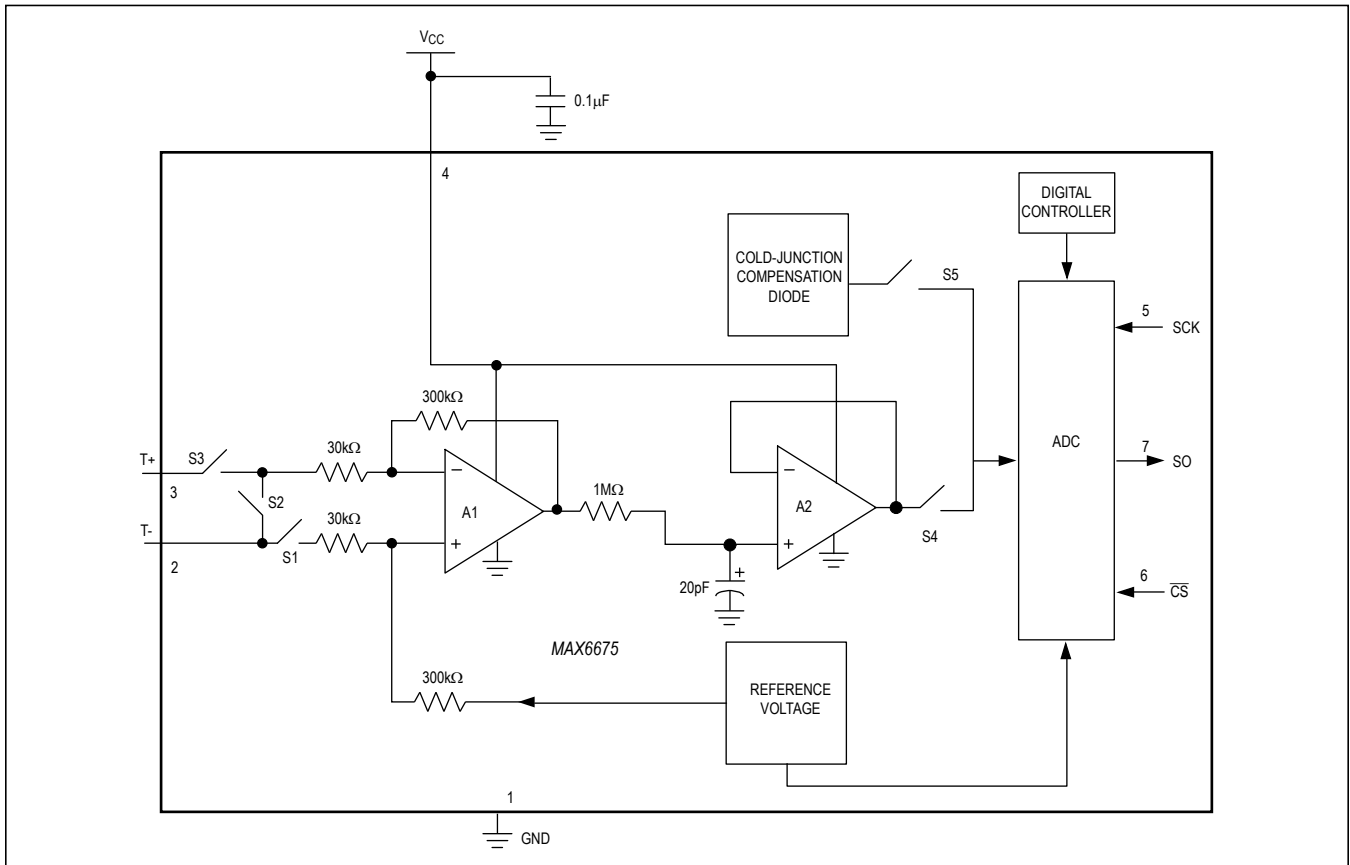 VCC
0.1µF
4
DIGITAL
CONTROLLER
COLD-JUNCTION
COMPENSATION
DIODE
S5
5
SCK
300kΩ
30kΩ
ADC
7
SO
T+
S3
3
S2
1MΩ
A1
A2
30kΩ
T-
S1
S4
2
20pF
6
CS
MAX6675
300kΩ
REFERENCE
VOLTAGE
1
GND